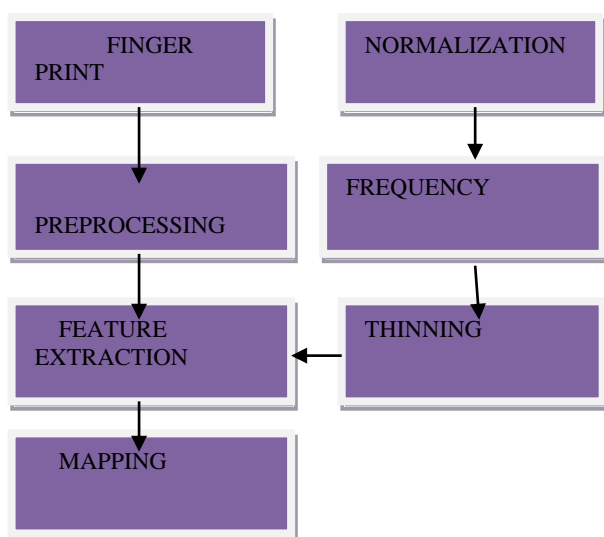 FINGER
PRINT
NORMALIZATION
PREPROCESSING
FREQUENCY
FEATURE
EXTRACTION
THINNING
MAPPING